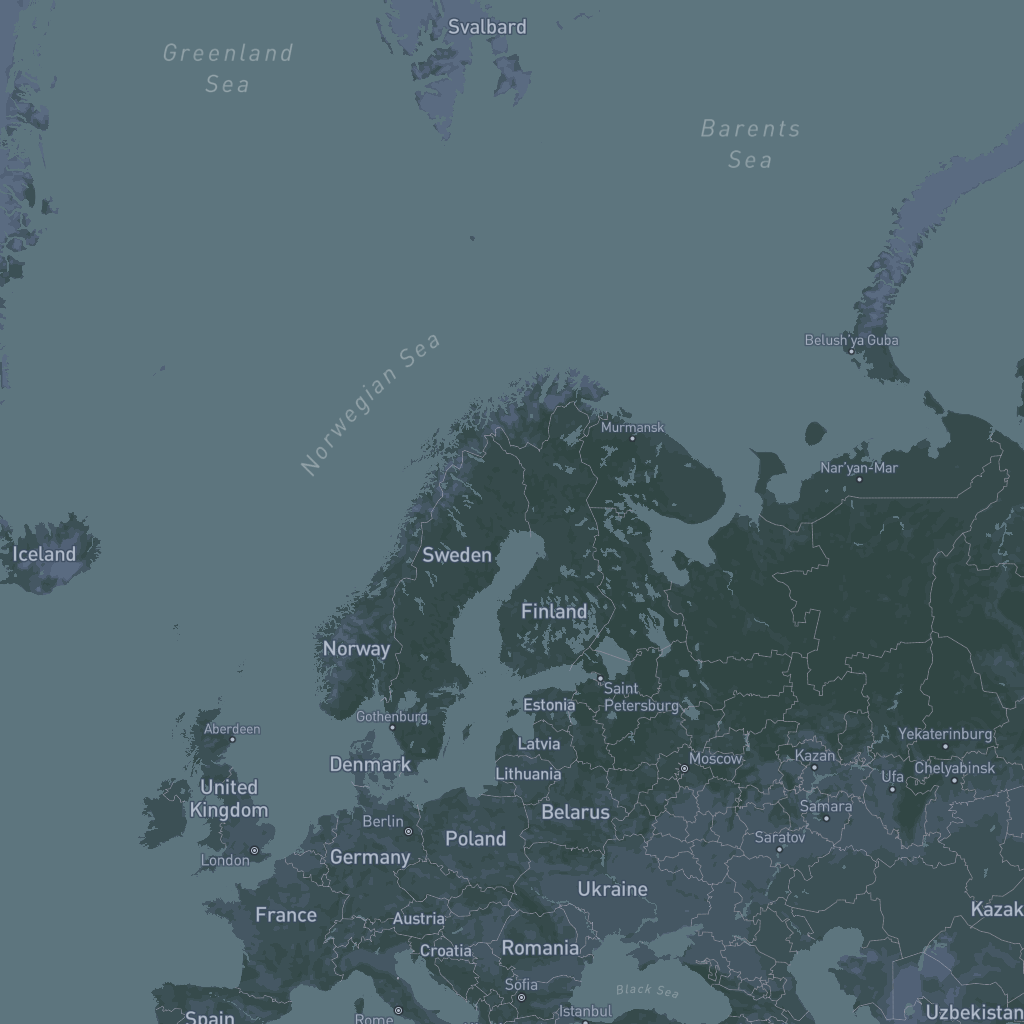 Svalbard
Greenland
Sea
Barents
Sea
Belush'ya Guba
Norwegian Sea
Murmansk
Nar'yan-Mar
Iceland
Sweden
Finland
Norway
Saint
Petersburg
Estonia
Gothenburg
Aberdeen
Latvia
Yekaterinburg
Moscow
Kazan
Denmark
Chelyabinsk
Lithuania
Ufa
United
Kingdom
Samara
Belarus
Berlin
Poland
Saratov
London
Germany
Ukraine
Kazak
France
Austria
Croatia
Romania
Sofia
Black Sea
Istanbul
Uzbekistan
Spain
Rome